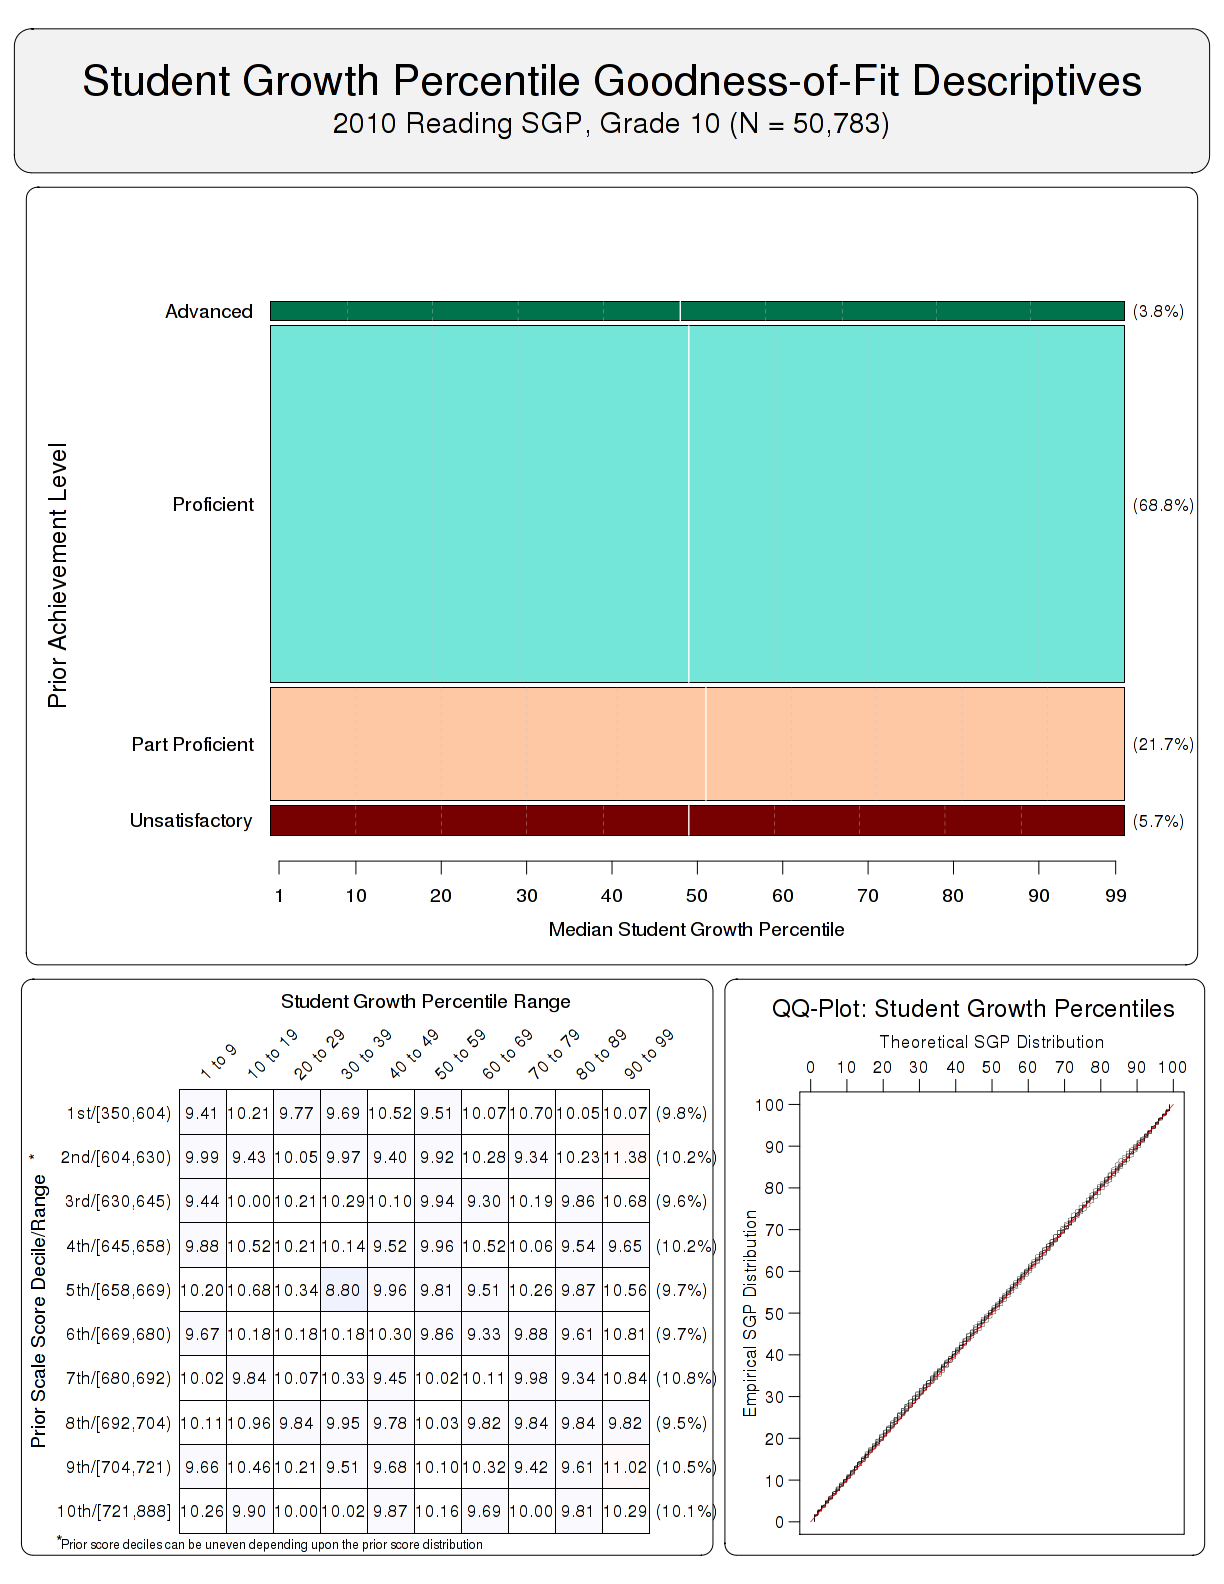 Student Growth Percentile Goodness-of-Fit Descriptives
2010 Reading SGP, Grade 10 (N = 50,783)
Prior Achievement Level
Advanced (3.8%)
Proficient (68.8%)
Part Proficient (21.7%)
Unsatisfactory (5.7%)
1 10 20 30 40 50 60 70 80 90 99
Median Student Growth Percentile
Student Growth Percentile Range
1 to 9 10 to 19 20 to 29 30 to 39 40 to 49 50 to 59 60 to 69 70 to 79 80 to 89 90 to 99
Prior Scale Score Decile/Range *
1st/[350,604) 9.41 10.21 9.77 9.69 10.52 9.51 10.07 10.70 10.05 10.07 (9.8%)
2nd/[604,630) 9.99 9.43 10.05 9.97 9.40 9.92 10.28 9.34 10.23 11.38 (10.2%)
3rd/[630,645) 9.44 10.00 10.21 10.29 10.10 9.94 9.30 10.19 9.86 10.68 (9.6%)
4th/[645,658) 9.88 10.52 10.21 10.14 9.52 9.96 10.52 10.06 9.54 9.65 (10.2%)
5th/[658,669) 10.20 10.68 10.34 8.80 9.96 9.81 9.51 10.26 9.87 10.56 (9.7%)
6th/[669,680) 9.67 10.18 10.18 10.18 10.30 9.86 9.33 9.88 9.61 10.81 (9.7%)
7th/[680,692) 10.02 9.84 10.07 10.33 9.45 10.02 10.11 9.98 9.34 10.84 (10.8%)
8th/[692,704) 10.11 10.96 9.84 9.95 9.78 10.03 9.82 9.84 9.84 9.82 (9.5%)
9th/[704,721) 9.66 10.46 10.21 9.51 9.68 10.10 10.32 9.42 9.61 11.02 (10.5%)
10th/[721,888] 10.26 9.90 10.00 10.02 9.87 10.16 9.69 10.00 9.81 10.29 (10.1%)
*Prior score deciles can be uneven depending upon the prior score distribution
QQ-Plot: Student Growth Percentiles
Theoretical SGP Distribution
0 10 20 30 40 50 60 70 80 90 100
Empirical SGP Distribution
100
90
80
70
60
50
40
30
20
10
0